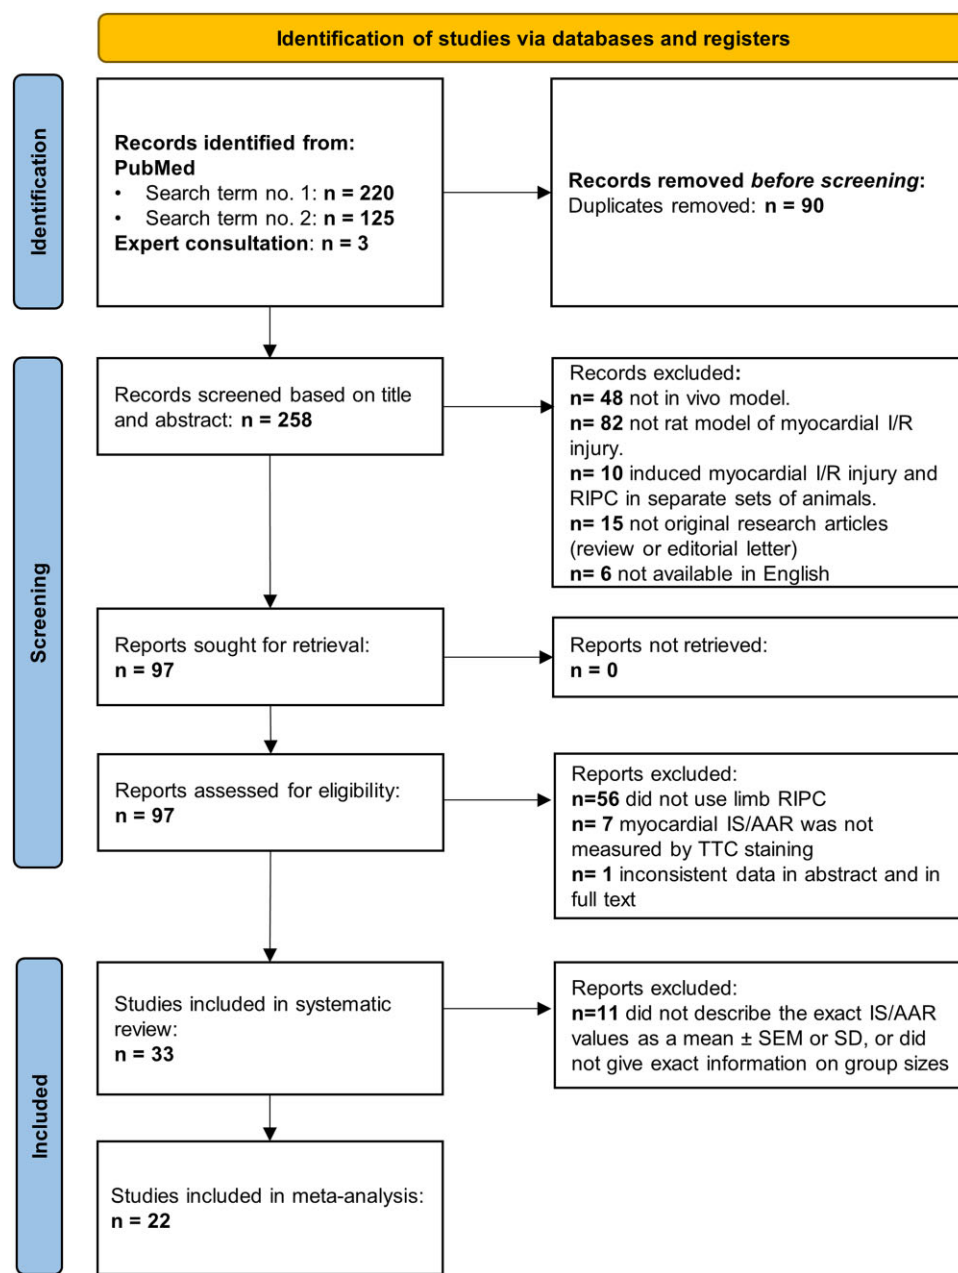 Identification of studies via databases and registers
Identification
Records identified from:
PubMed
• Search term no. 1: n = 220
• Search term no. 2: n = 125
Expert consultation: n = 3
Records removed before screening:
Duplicates removed: n = 90
Screening
Records screened based on title
and abstract: n = 258
Records excluded:
n= 48 not in vivo model.
n= 82 not rat model of myocardial I/R
injury.
n= 10 induced myocardial I/R injury and
RIPC in separate sets of animals.
n= 15 not original research articles
(review or editorial letter)
n= 6 not available in English
Reports sought for retrieval:
n = 97
Reports not retrieved:
n = 0
Reports assessed for eligibility:
n = 97
Reports excluded:
n=56 did not use limb RIPC
n= 7 myocardial IS/AAR was not
measured by TTC staining
n= 1 inconsistent data in abstract and in
full text
Included
Studies included in systematic
review:
n = 33
Reports excluded:
n=11 did not describe the exact IS/AAR
values as a mean ± SEM or SD, or did
not give exact information on group sizes
Studies included in meta-analysis:
n = 22